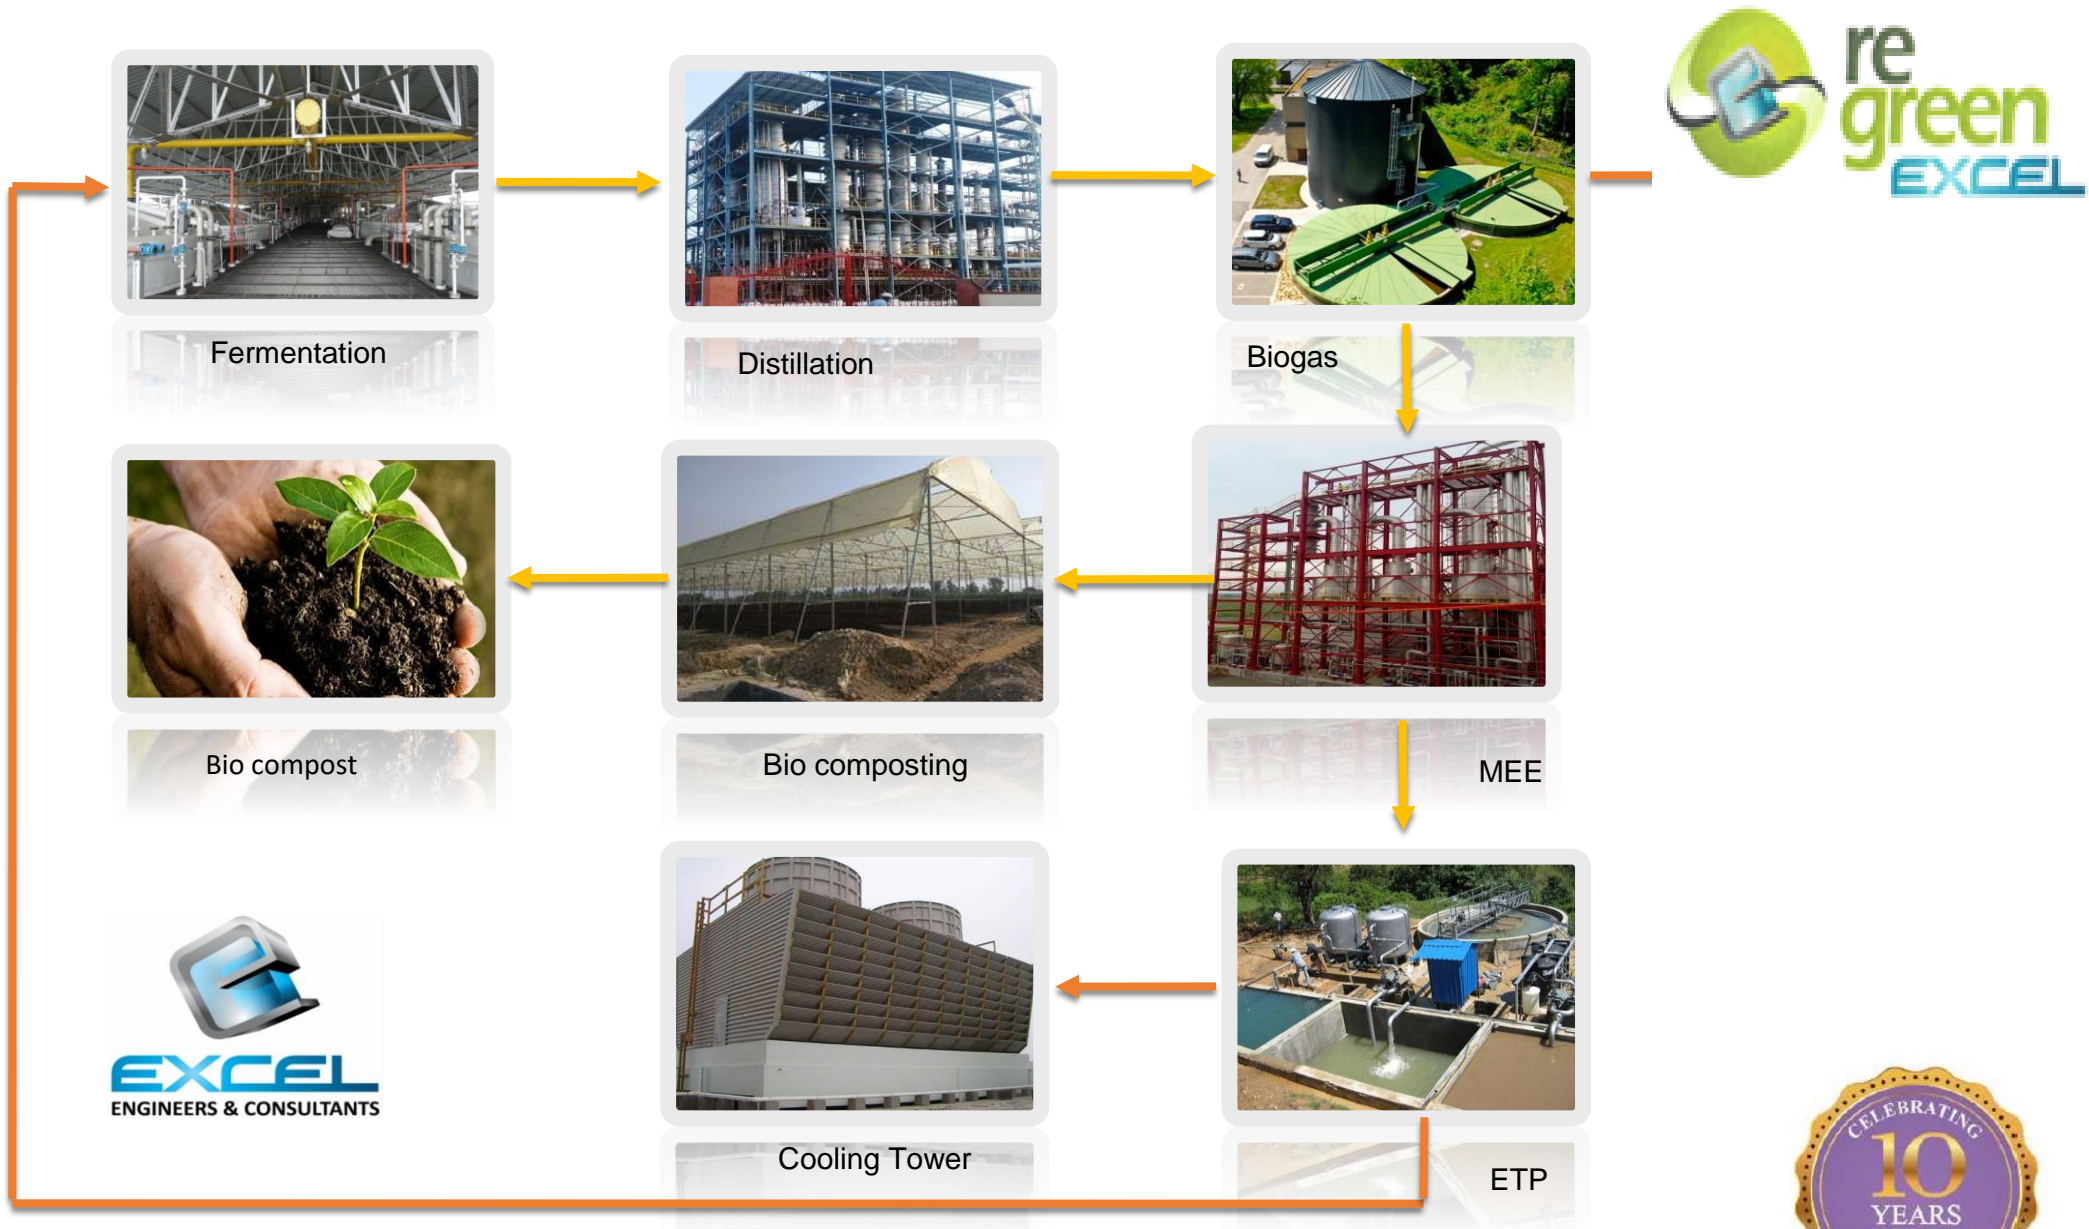 re
green
EXCEL
Fermentation
Distillation
Biogas
Bio compost
Bio composting
MEE
EXCEL
ENGINEERS & CONSULTANTS
Cooling Tower
ETP
CELEBRATING
10
YEARS